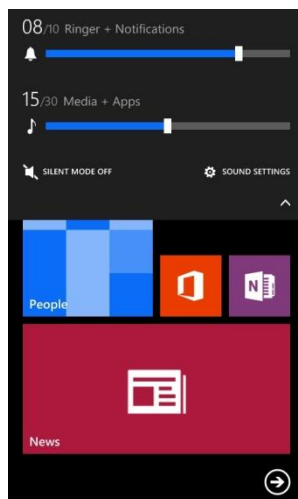 08/10 Ringer + Notifications
15/30 Media + Apps
SILENT MODE OFF SOUND SETTINGS
N
People
News